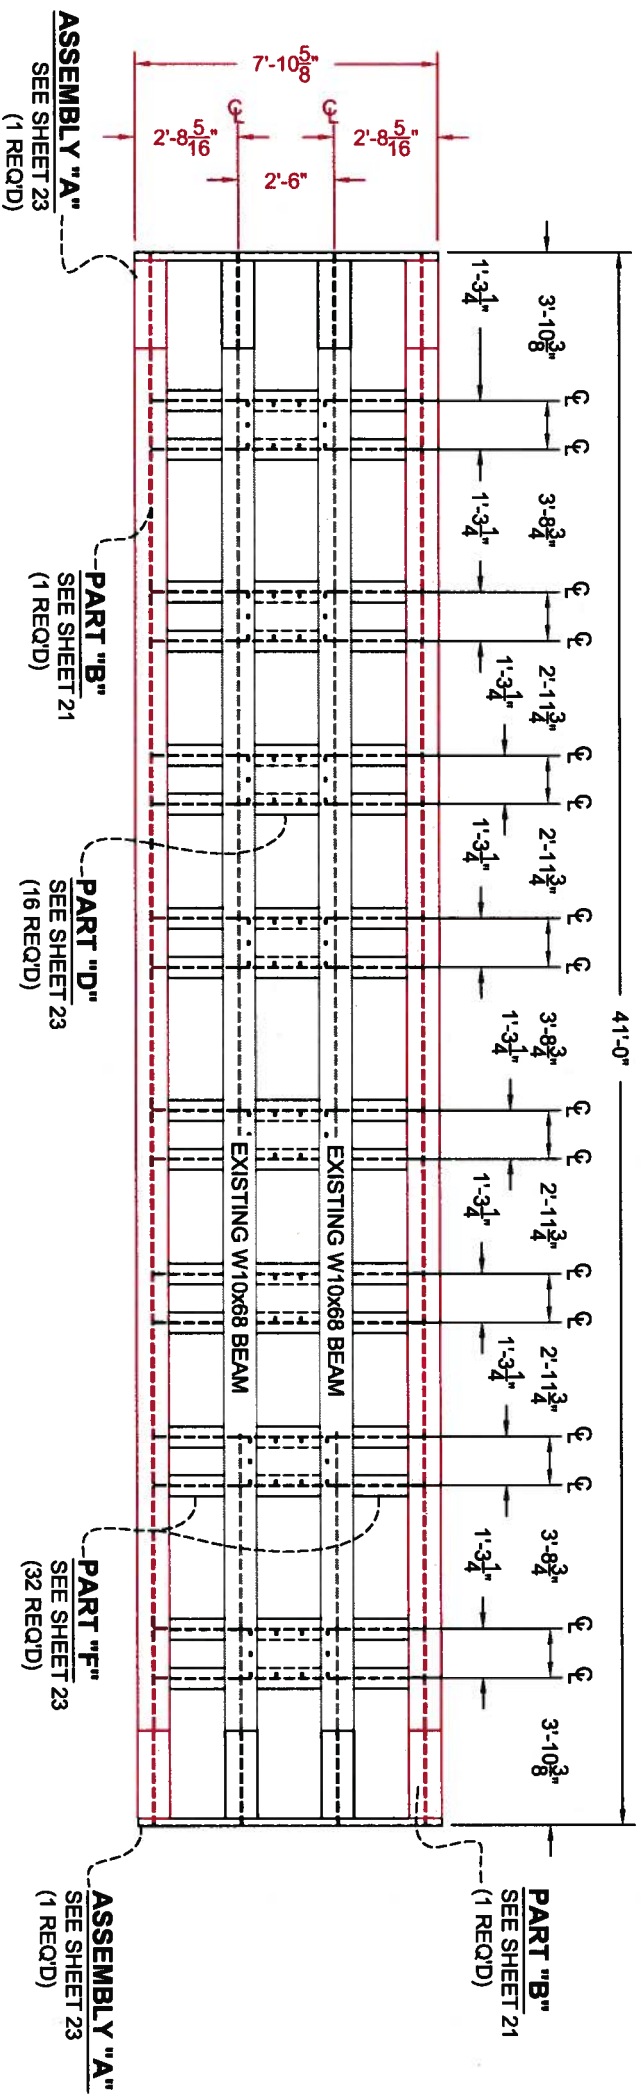 41'-0"
3'-10 3/8"
3'-8 3/4"
2'-11 3/4"
2'-11 3/4"
3'-8 3/4"
2'-11 3/4"
2'-11 3/4"
3'-8 3/4"
3'-10 3/8"
1'-3 1/4"
1'-3 1/4"
1'-3 1/4"
1'-3 1/4"
1'-3 1/4"
1'-3 1/4"
1'-3 1/4"
1'-3 1/4"
℄ ℄ ℄ ℄ ℄ ℄ ℄ ℄ ℄ ℄ ℄ ℄ ℄ ℄ ℄ ℄
7'-10 5/8"
2'-8 5/16"
2'-6"
2'-8 5/16"
℄
℄
EXISTING W10x68 BEAM
EXISTING W10x68 BEAM
PART "B"
SEE SHEET 21
(1 REQ'D)
ASSEMBLY "A"
SEE SHEET 23
(1 REQ'D)
PART "B"
SEE SHEET 21
(1 REQ'D)
PART "D"
SEE SHEET 23
(16 REQ'D)
PART "F"
SEE SHEET 23
(32 REQ'D)
ASSEMBLY "A"
SEE SHEET 23
(1 REQ'D)